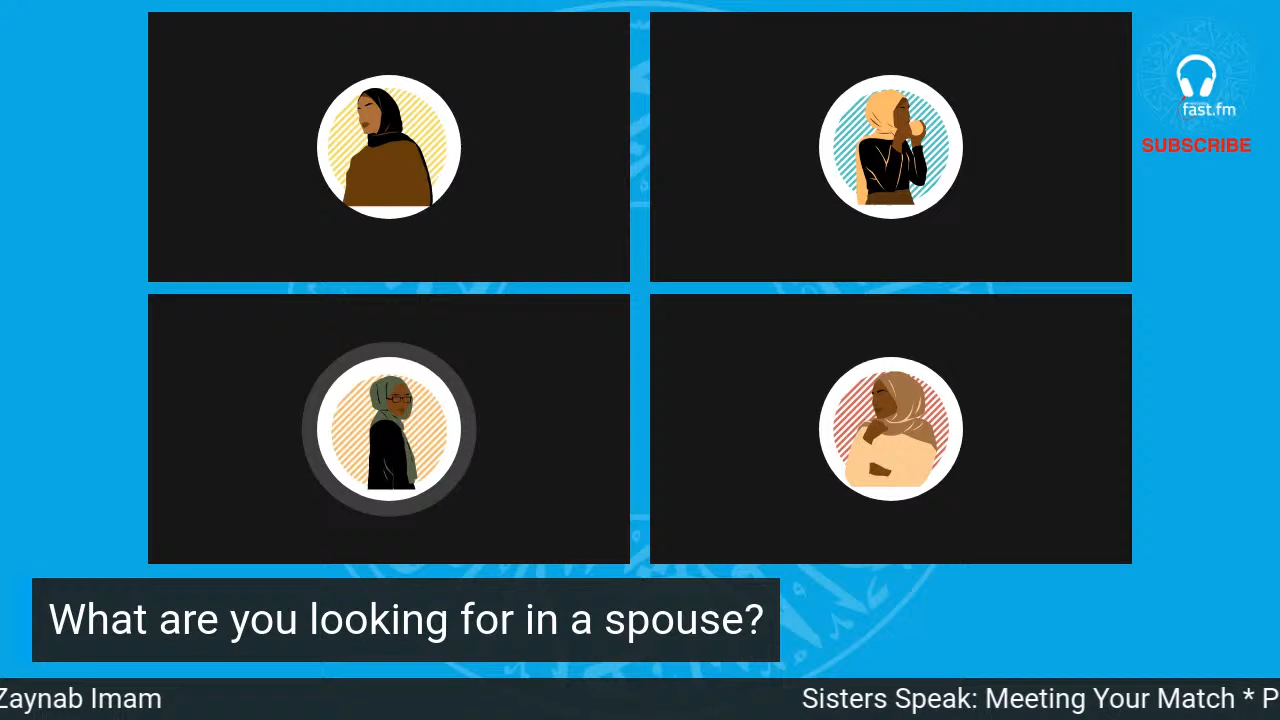 fast.fm
SUBSCRIBE
What are you looking for in a spouse?
Zaynab Imam
Sisters Speak: Meeting Your Match * P